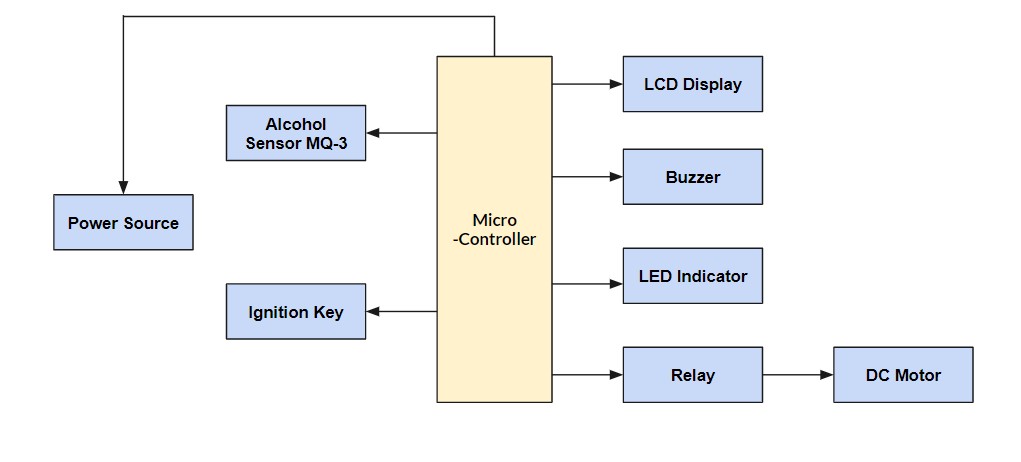 LCD Display
Alcohol
Sensor MQ-3
Buzzer
Power Source
Micro
-Controller
LED Indicator
Ignition Key
Relay
DC Motor